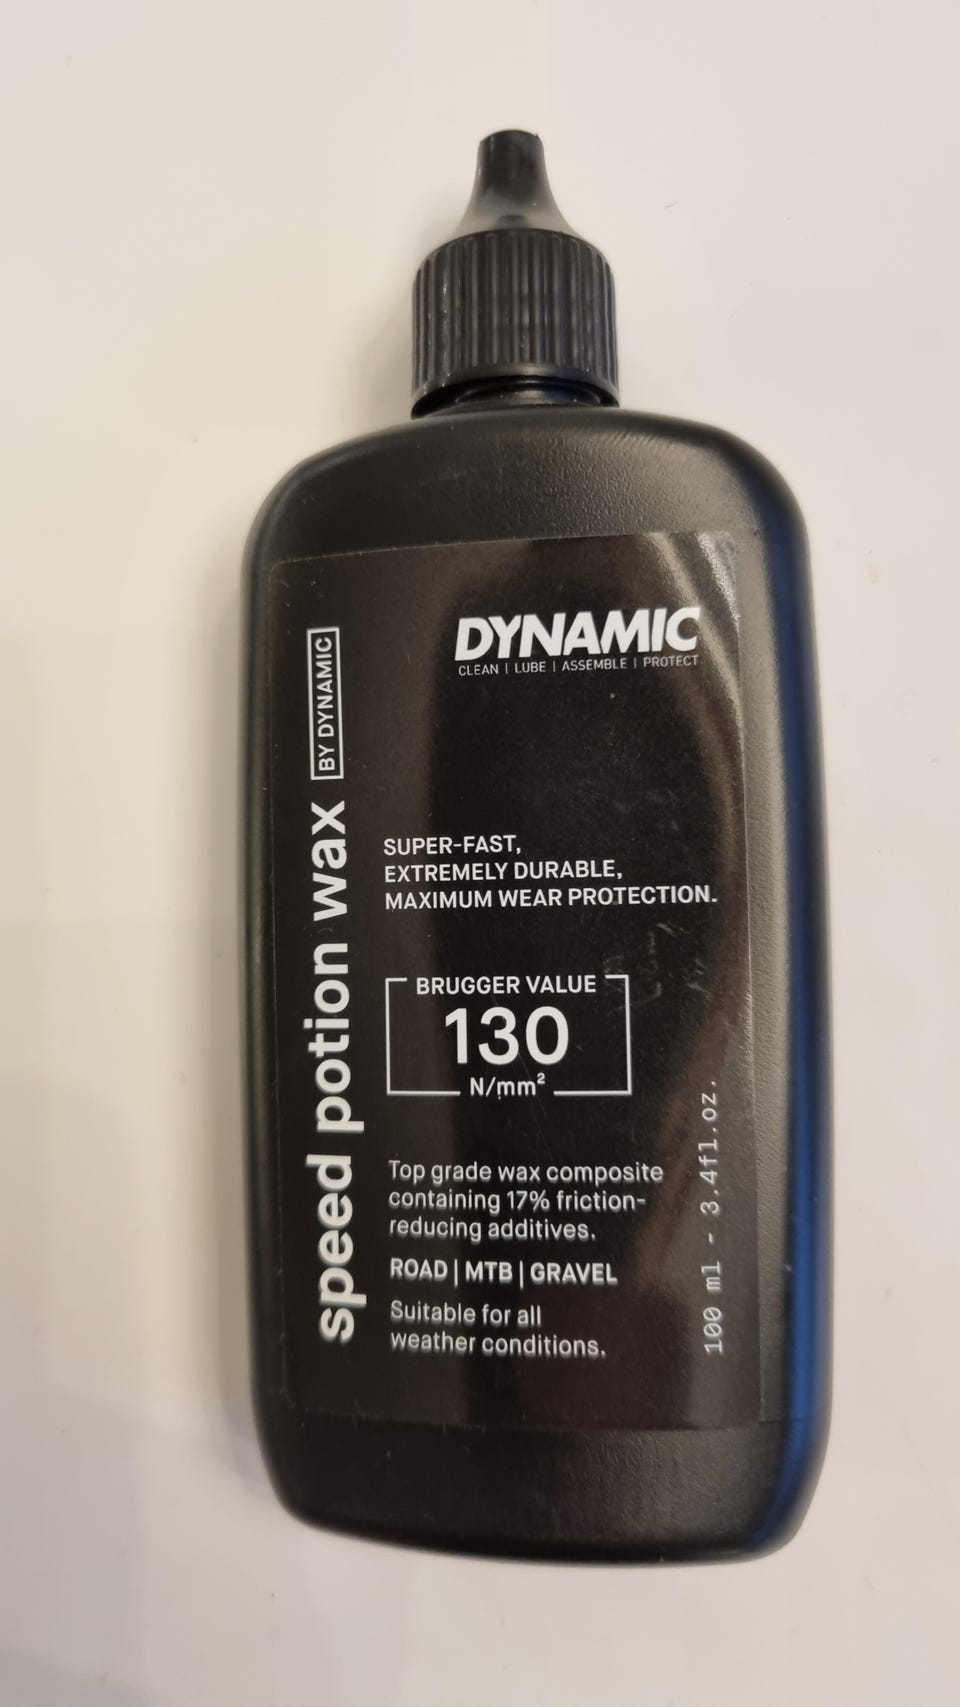 DYNAMIC
CLEAN | LUBE | ASSEMBLE | PROTECT
speed potion wax BY DYNAMIC
SUPER-FAST,
EXTREMELY DURABLE,
MAXIMUM WEAR PROTECTION.
BRUGGER VALUE
130
N/mm²
Top grade wax composite
containing 17% friction-
reducing additives.
ROAD | MTB | GRAVEL
Suitable for all
weather conditions.
100 ml - 3.4fl.oz.